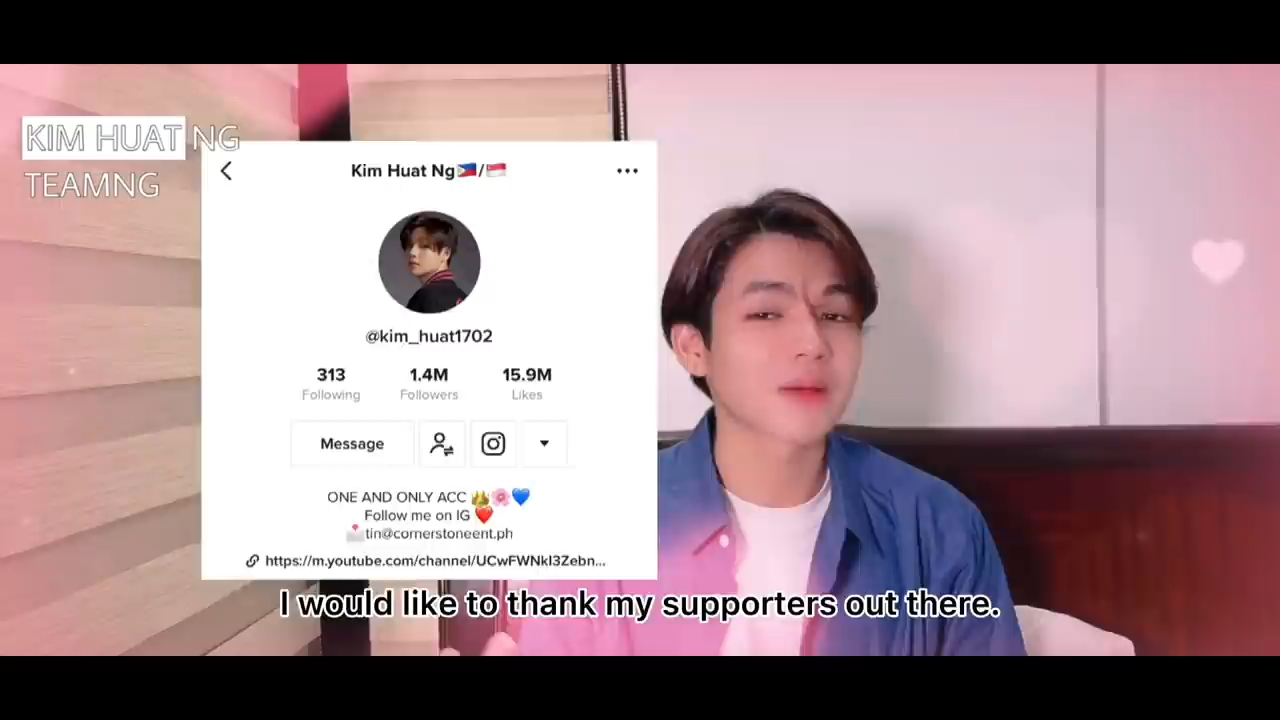 KIM HUAT NG
TEAMNG
Kim Huat Ng🇵🇭/🇸🇬
@kim_huat1702
313 1.4M 15.9M
Following Followers Likes
Message
ONE AND ONLY ACC 👑🌸💙
Follow me on IG ❤️
📩tin@cornerstoneent.ph
https://m.youtube.com/channel/UCwFWNkI3Zebn...
I would like to thank my supporters out there.